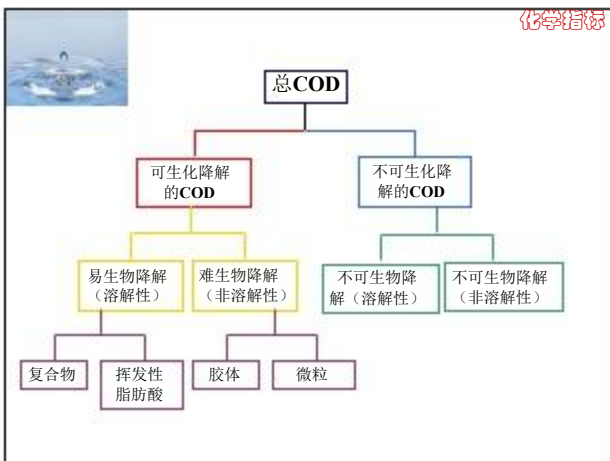 化学指标
总COD
可生化降解
的COD
不可生化降
解的COD
易生物降解
（溶解性）
难生物降解
（非溶解性）
不可生物降
解（溶解性）
不可生物降解
（非溶解性）
复合物
挥发性
脂肪酸
胶体
微粒